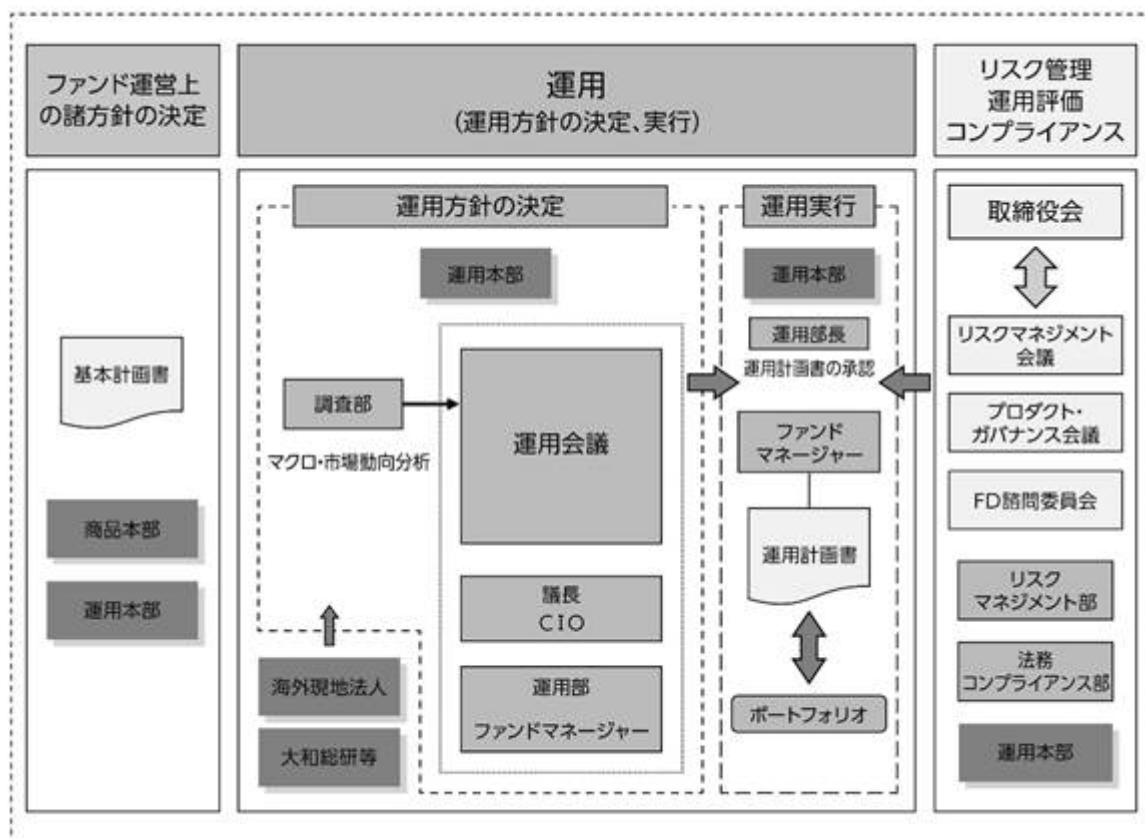 ファンド運営上
の諸方針の決定
運用
(運用方針の決定、実行)
リスク管理
運用評価
コンプライアンス
基本計画書
商品本部
運用本部
運用方針の決定
運用本部
調査部
マクロ・市場動向分析
運用会議
議長
CIO
運用部
ファンドマネージャー
海外現地法人
大和総研等
運用実行
運用本部
運用部長
運用計画書の承認
ファンド
マネージャー
運用計画書
ポートフォリオ
取締役会
リスクマネジメント
会議
プロダクト・
ガバナンス会議
FD諮問委員会
リスク
マネジメント部
法務
コンプライアンス部
運用本部